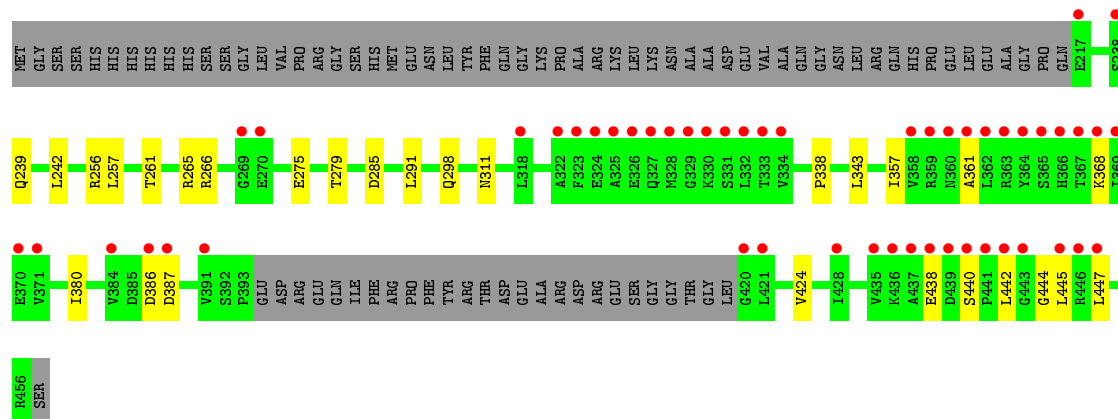 MET GLY SER SER HIS HIS HIS HIS HIS HIS SER SER GLY LEU VAL PRO ARG GLY SER HIS MET GLU ASN LEU TYR PHE GLN GLY LYS PRO ALA ARG LYS LEU LYS ASN ALA ALA ASP GLU VAL ALA GLN GLY ASN LEU ARG GLN HIS PRO GLU LEU GLU ALA GLY PRO GLN E217 S238
Q239 L242 R256 L257 T261 R265 R266 G269 E270 E275 T279 D285 L291 Q298 N311 L318 A322 F323 E324 A325 E326 Q327 M328 G329 K330 S331 L332 T333 V334 P338 L343 I357 V358 R359 N360 A361 L362 R363 Y364 S365 H366 T367 K368 I369
E370 V371 I380 V384 D385 D386 D387 V391 S392 P393 GLU ASP ARG GLU GLN ILE PHE ARG PRO PHE TYR ARG THR ASP GLU ALA ARG ASP ARG GLU SER GLY GLY THR GLY LEU G420 L421 V424 I428 V435 K436 A437 E438 D439 S440 P441 L442 G443 G444 L445 R446 L447
R456 SER